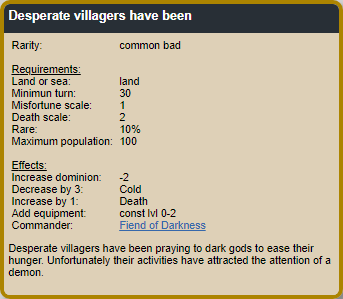 Desperate villagers have been
Rarity: common bad
Requirements:
Land or sea: land
Minimun turn: 30
Misfortune scale: 1
Death scale: 2
Rare: 10%
Maximum population: 100
Effects:
Increase dominion: -2
Decrease by 3: Cold
Increase by 1: Death
Add equipment: const lvl 0-2
Commander: Fiend of Darkness
Desperate villagers have been praying to dark gods to ease their
hunger. Unfortunately their activities have attracted the attention of a
demon.